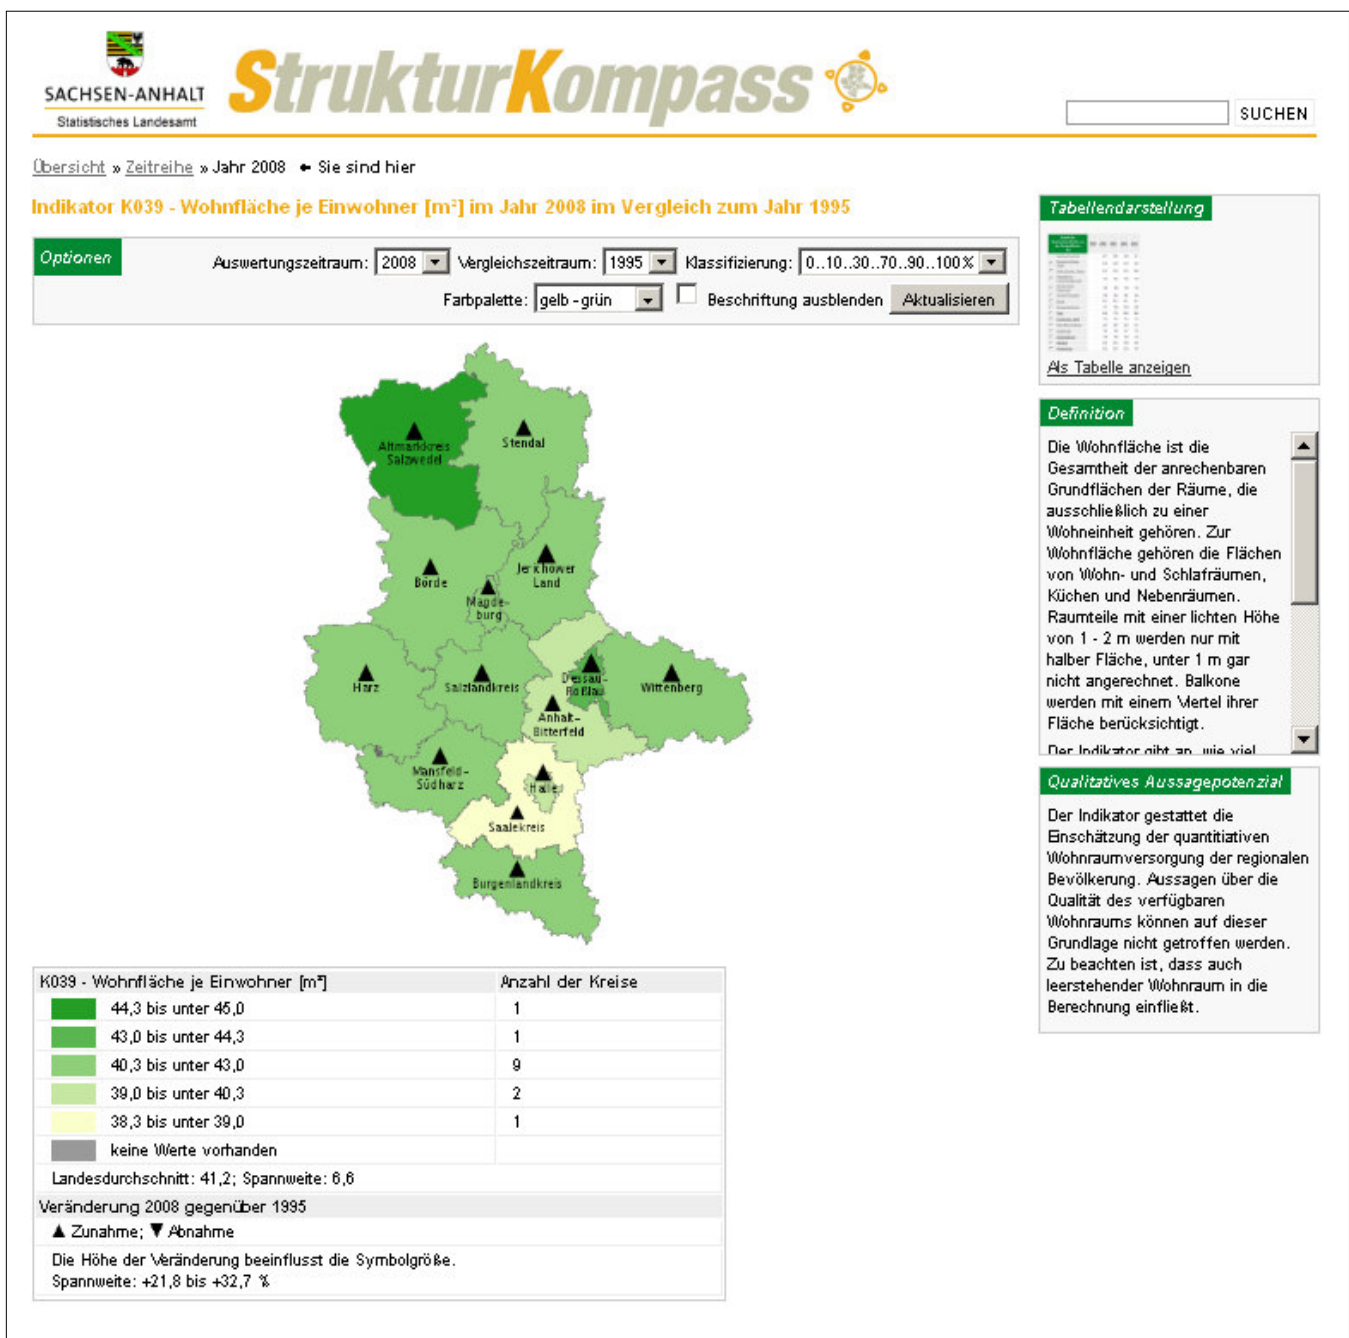 SACHSEN-ANHALT
Statistisches Landesamt
StrukturKompass
SUCHEN
Übersicht » Zeitreihe » Jahr 2008 ← Sie sind hier
Indikator K039 - Wohnfläche je Einwohner [m²] im Jahr 2008 im Vergleich zum Jahr 1995
Optionen
Auswertungszeitraum: 2008 Vergleichszeitraum: 1995 Klassifizierung: 0..10..30..70..90..100%
Farbpalette: gelb-grün Beschriftung ausblenden Aktualisieren
Altmarkkreis
Salzwedel
Stendal
Börde
Jerichower
Land
Magde-
burg
Harz
Salzlandkreis
Dessau-
Roßlau
Wittenberg
Anhalt-
Bitterfeld
Mansfeld-
Südharz
Halle
Saalekreis
Burgenlandkreis
K039 - Wohnfläche je Einwohner [m²] Anzahl der Kreise
44,3 bis unter 45,0 1
43,0 bis unter 44,3 1
40,3 bis unter 43,0 9
39,0 bis unter 40,3 2
38,3 bis unter 39,0 1
keine Werte vorhanden
Landesdurchschnitt: 41,2; Spannweite: 6,6
Veränderung 2008 gegenüber 1995
▲ Zunahme; ▼ Abnahme
Die Höhe der Veränderung beeinflusst die Symbolgröße.
Spannweite: +21,8 bis +32,7 %
Tabellendarstellung
Als Tabelle anzeigen
Definition
Die Wohnfläche ist die
Gesamtheit der anrechenbaren
Grundflächen der Räume, die
ausschließlich zu einer
Wohneinheit gehören. Zur
Wohnfläche gehören die Flächen
von Wohn- und Schlafräumen,
Küchen und Nebenräumen.
Raumteile mit einer lichten Höhe
von 1 - 2 m werden nur mit
halber Fläche, unter 1 m gar
nicht angerechnet. Balkone
werden mit einem Viertel ihrer
Fläche berücksichtigt.
Der Indikator gibt an, wie viel
Qualitatives Aussagepotenzial
Der Indikator gestattet die
Einschätzung der quantitiativen
Wohnraumversorgung der regionalen
Bevölkerung. Aussagen über die
Qualität des verfügbaren
Wohnraums können auf dieser
Grundlage nicht getroffen werden.
Zu beachten ist, dass auch
leerstehender Wohnraum in die
Berechnung einfließt.